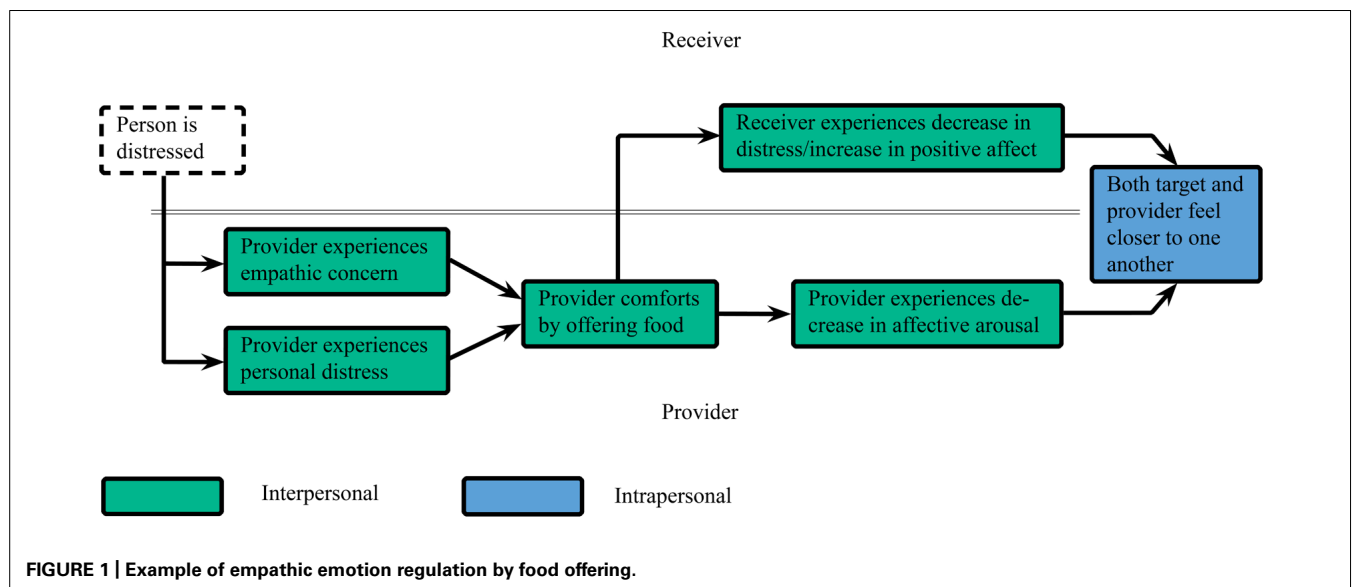 Receiver
Person is
distressed
Receiver experiences decrease in
distress/increase in positive affect
Both target and
provider feel
closer to one
another
Provider experiences
empathic concern
Provider comforts
by offering food
Provider experiences de-
crease in affective arousal
Provider experiences
personal distress
Provider
Interpersonal
Intrapersonal
FIGURE 1 | Example of empathic emotion regulation by food offering.